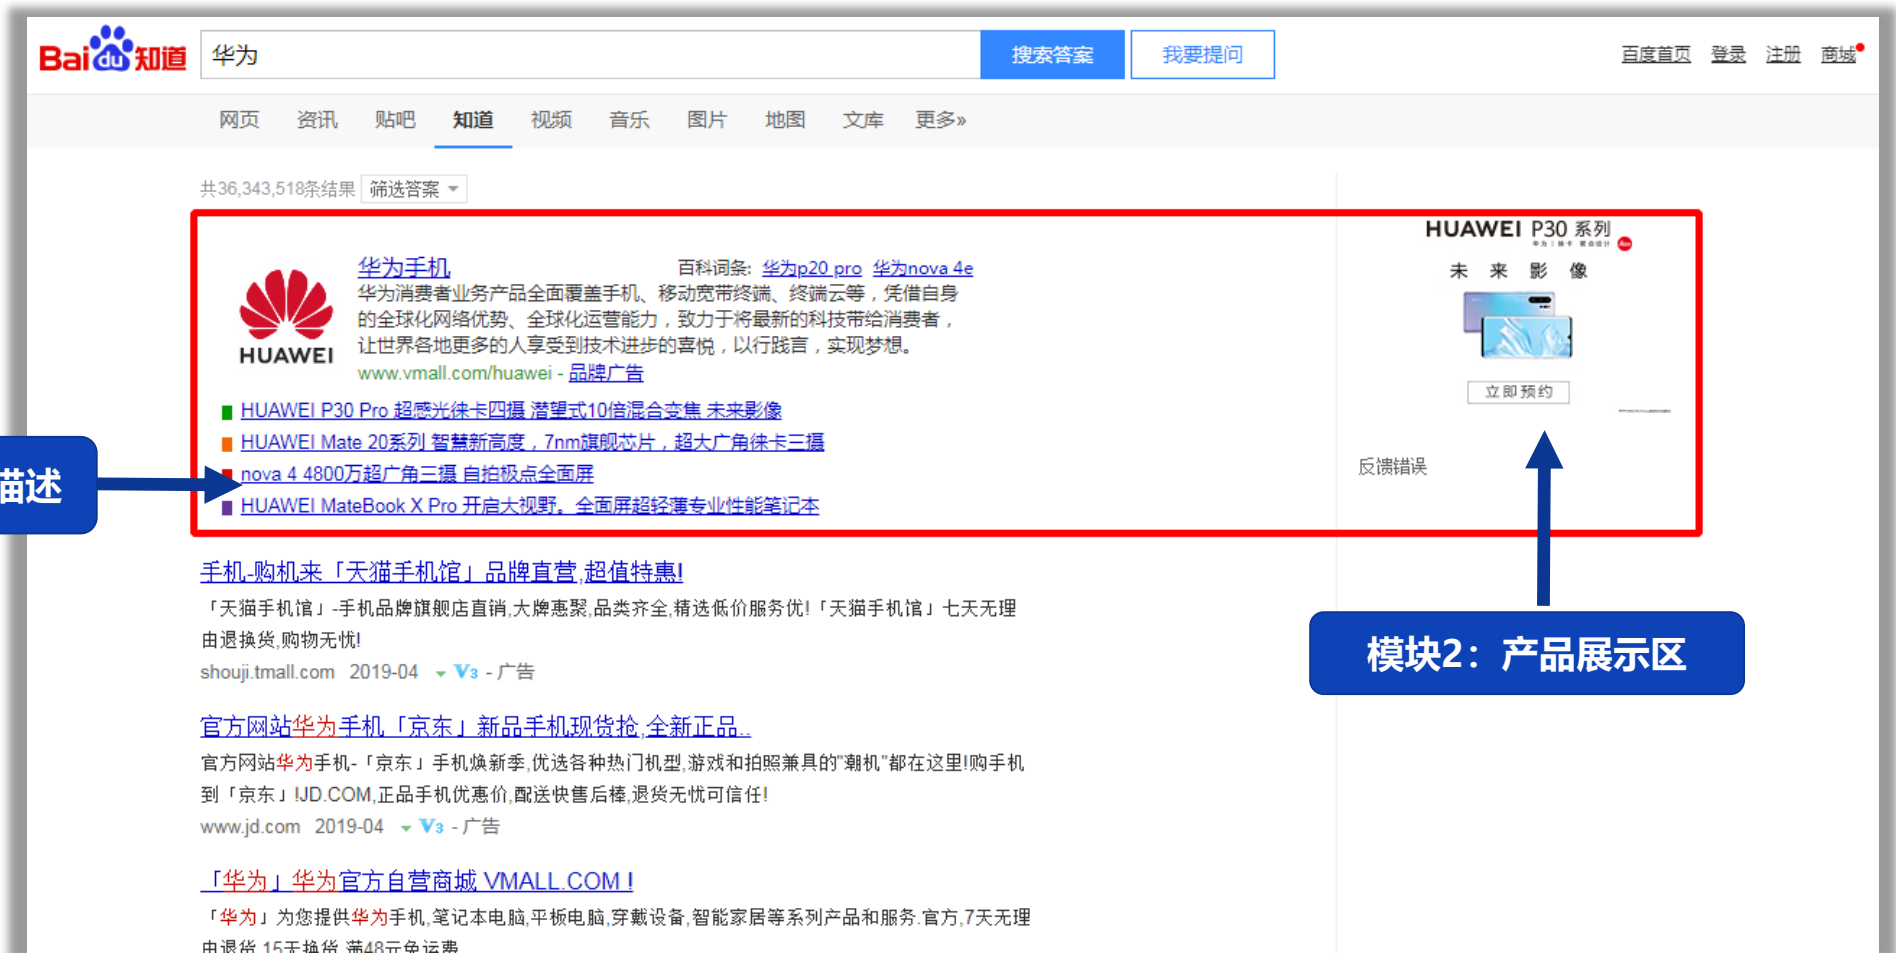 Bai du 知道
华为
搜索答案
我要提问
百度首页 登录 注册 商城
网页 资讯 贴吧 知道 视频 音乐 图片 地图 文库 更多»
共36,343,518条结果 筛选答案
华为手机
百科词条: 华为p20 pro 华为nova 4e
华为消费者业务产品全面覆盖手机、移动宽带终端、终端云等，凭借自身
的全球化网络优势、全球化运营能力，致力于将最新的科技带给消费者，
让世界各地更多的人享受到技术进步的喜悦，以行践言，实现梦想。
www.vmall.com/huawei - 品牌广告
HUAWEI
HUAWEI P30 Pro 超感光徕卡四摄 潜望式10倍混合变焦 未来影像
HUAWEI Mate 20系列 智慧新高度，7nm旗舰芯片，超大广角徕卡三摄
nova 4 4800万超广角三摄 自拍极点全面屏
HUAWEI MateBook X Pro 开启大视野。全面屏超轻薄专业性能笔记本
描述
HUAWEI P30 系列
未来影像
立即预约
反馈错误
模块2：产品展示区
手机-购机来「天猫手机馆」品牌直营,超值特惠!
「天猫手机馆」-手机品牌旗舰店直销,大牌惠聚,品类齐全,精选低价服务优!「天猫手机馆」七天无理
由退换货,购物无忧!
shouji.tmall.com 2019-04 V3 - 广告
官方网站华为手机「京东」新品手机现货抢,全新正品..
官方网站华为手机-「京东」手机焕新季,优选各种热门机型,游戏和拍照兼具的"潮机"都在这里!购手机
到「京东」!JD.COM,正品手机优惠价,配送快售后棒,退货无忧可信任!
www.jd.com 2019-04 V3 - 广告
「华为」华为官方自营商城 VMALL.COM !
「华为」为您提供华为手机,笔记本电脑,平板电脑,穿戴设备,智能家居等系列产品和服务.官方,7天无理
由退货,15天换货,满48元免运费